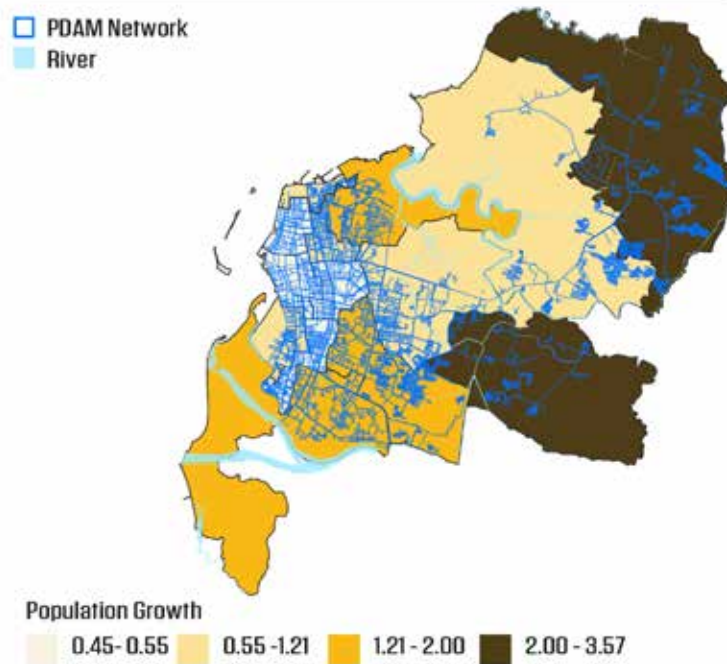 PDAM Network
River
Population Growth
0.45- 0.55 0.55 -1.21 1.21 - 2.00 2.00 - 3.57